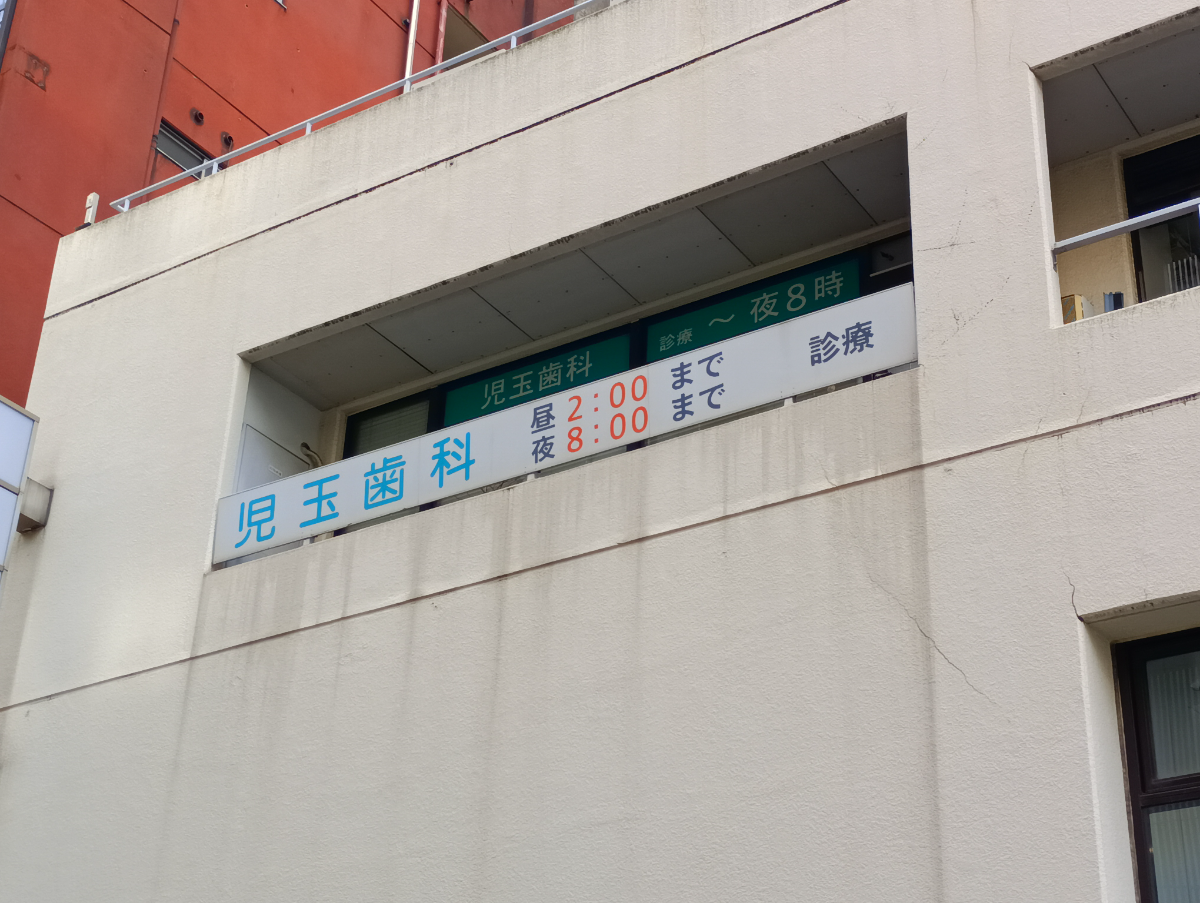 児玉歯科
診療 ～夜8時
児玉歯科
昼 2:00 まで
夜 8:00 まで
診療